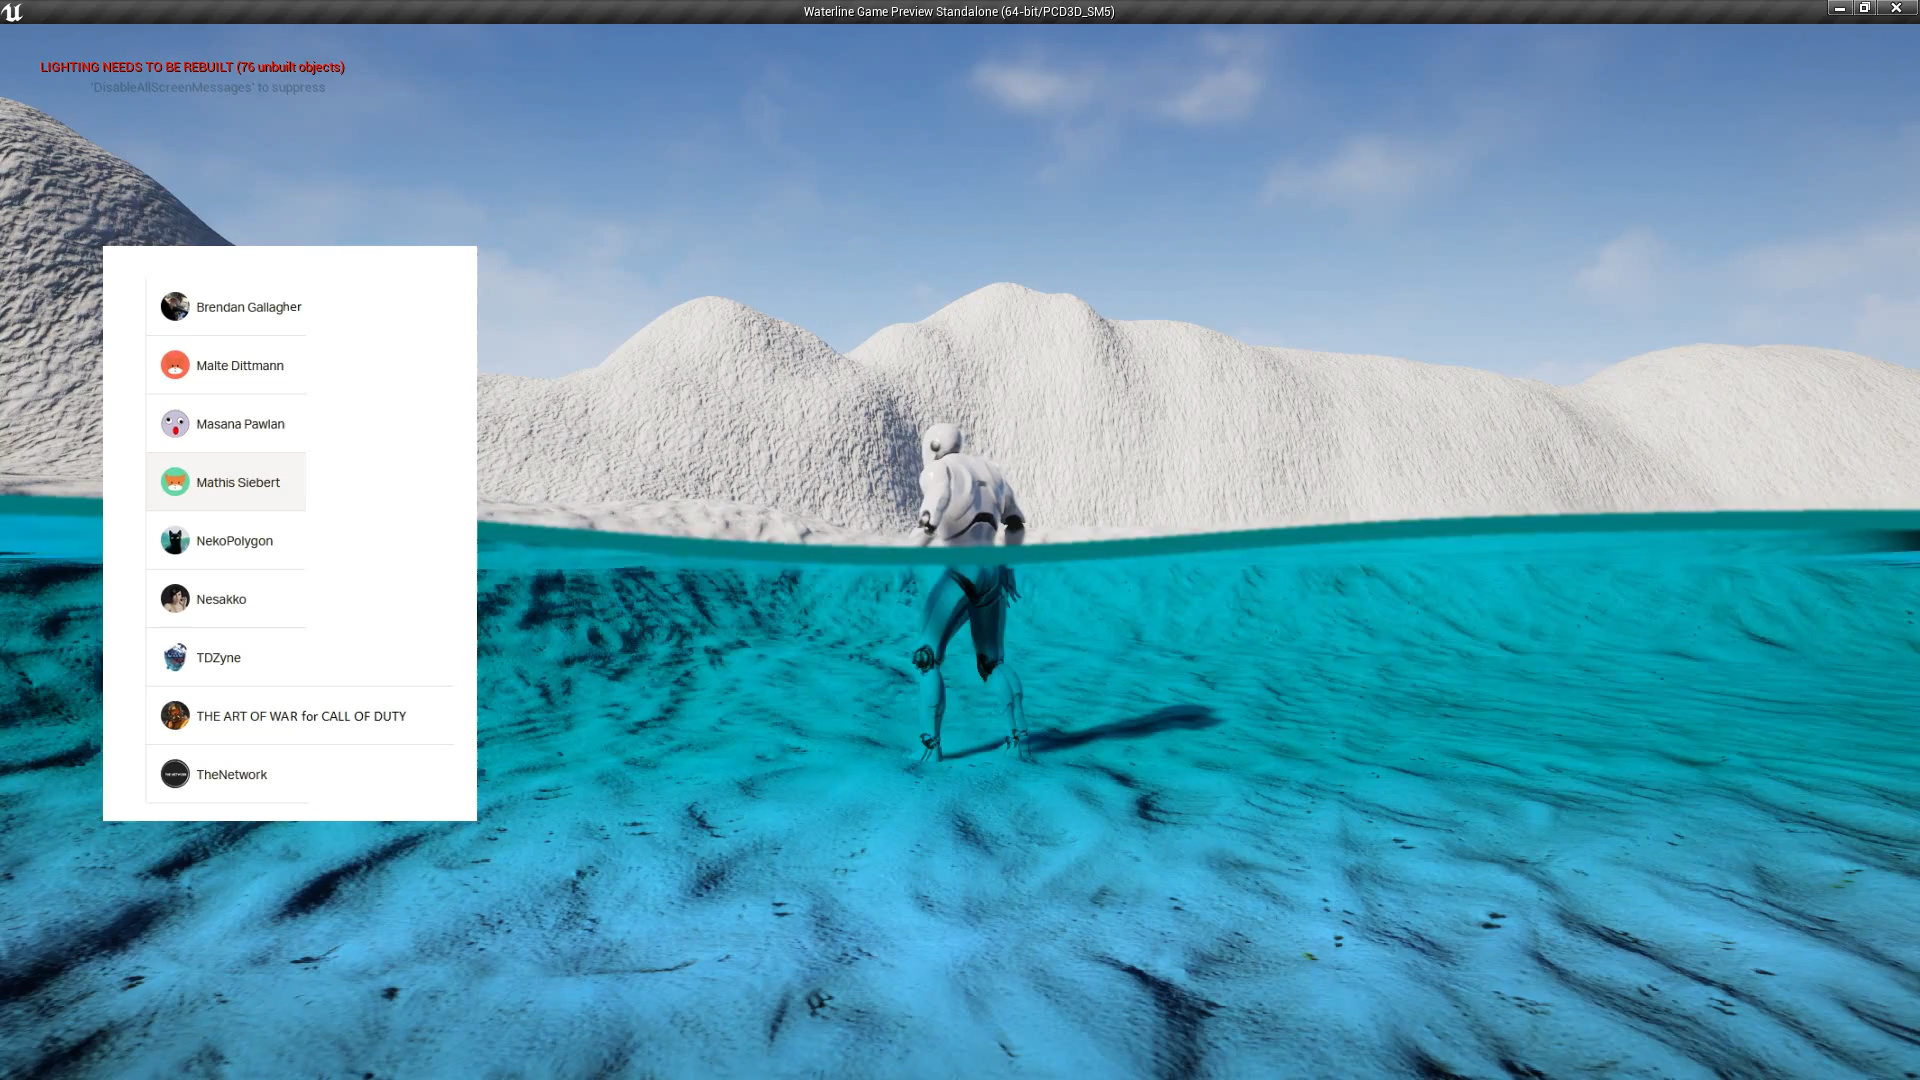 Waterline Game Preview Standalone (64-bit/PCD3D_SM5)
LIGHTING NEEDS TO BE REBUILT (76 unbuilt objects)
'DisableAllScreenMessages' to suppress
Brendan Gallagher
Malte Dittmann
Masana Pawlan
Mathis Siebert
NekoPolygon
Nesakko
TDZyne
THE ART OF WAR for CALL OF DUTY
TheNetwork